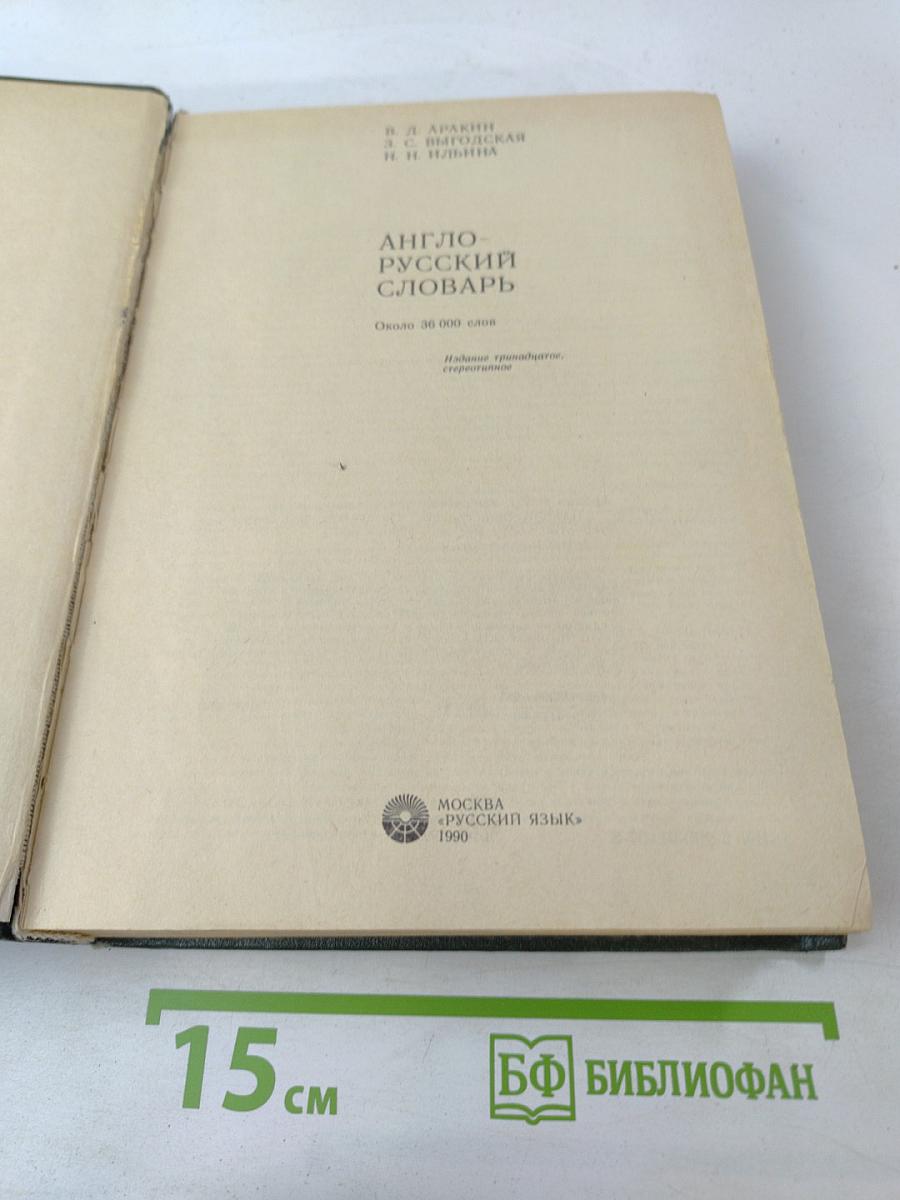 В. Д. АРАКИН
З. С. ВЫГОДСКАЯ
Н. Н. ИЛЬИНА
АНГЛО-
РУССКИЙ
СЛОВАРЬ
Около 36 000 слов
Издание тринадцатое,
стереотипное
МОСКВА
«РУССКИЙ ЯЗЫК»
1990
15 см
БФ БИБЛИОФАН